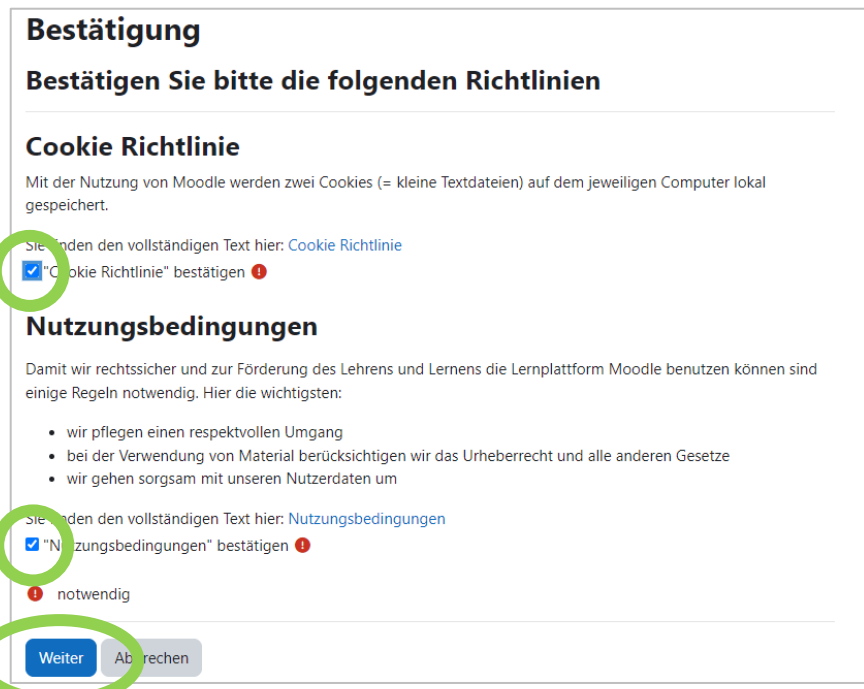 Bestätigung
Bestätigen Sie bitte die folgenden Richtlinien
Cookie Richtlinie
Mit der Nutzung von Moodle werden zwei Cookies (= kleine Textdateien) auf dem jeweiligen Computer lokal
gespeichert.
Sie finden den vollständigen Text hier: Cookie Richtlinie
"Cookie Richtlinie" bestätigen
Nutzungsbedingungen
Damit wir rechtssicher und zur Förderung des Lehrens und Lernens die Lernplattform Moodle benutzen können sind
einige Regeln notwendig. Hier die wichtigsten:
• wir pflegen einen respektvollen Umgang
• bei der Verwendung von Material berücksichtigen wir das Urheberrecht und alle anderen Gesetze
• wir gehen sorgsam mit unseren Nutzerdaten um
Sie finden den vollständigen Text hier: Nutzungsbedingungen
"Nutzungsbedingungen" bestätigen
notwendig
Weiter Abbrechen